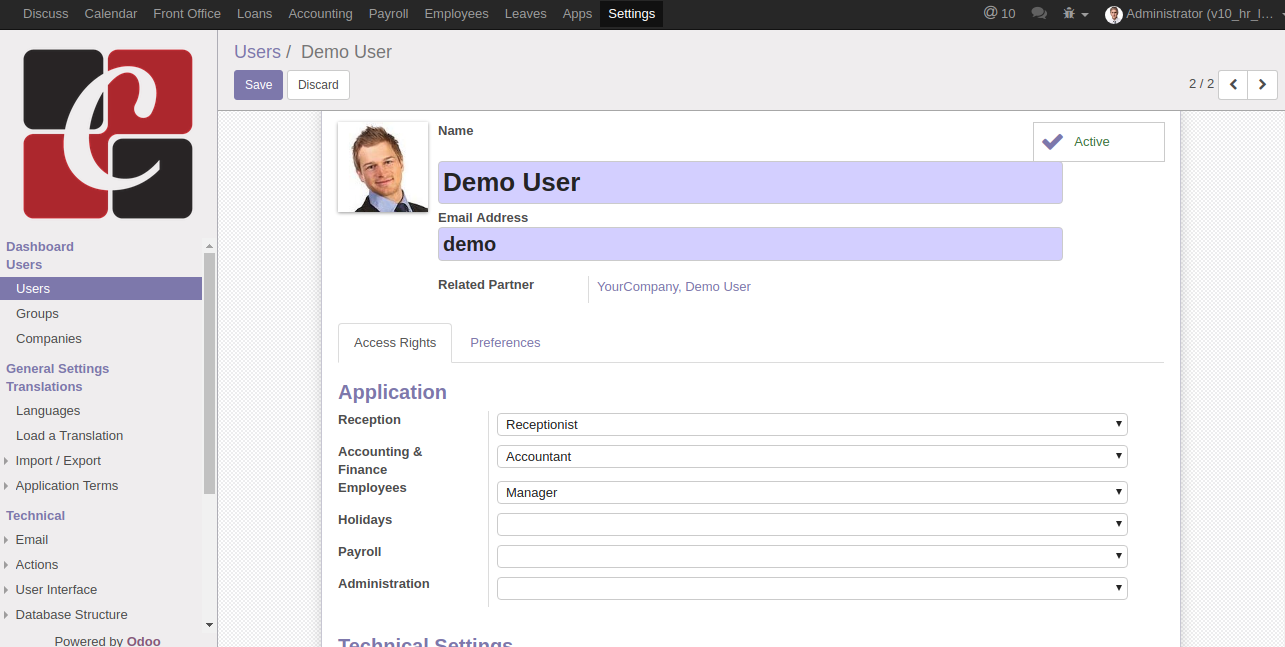 Discuss Calendar Front Office Loans Accounting Payroll Employees Leaves Apps Settings @ 10 Administrator (v10_hr_l...
Users / Demo User
Save Discard 2 / 2
C
Dashboard
Users
Users
Groups
Companies
General Settings
Translations
Languages
Load a Translation
Import / Export
Application Terms
Technical
Email
Actions
User Interface
Database Structure
Powered by Odoo
Name
Active
Demo User
Email Address
demo
Related Partner YourCompany, Demo User
Access Rights Preferences
Application
Reception Receptionist
Accounting & Finance Accountant
Employees Manager
Holidays
Payroll
Administration
Technical Settings